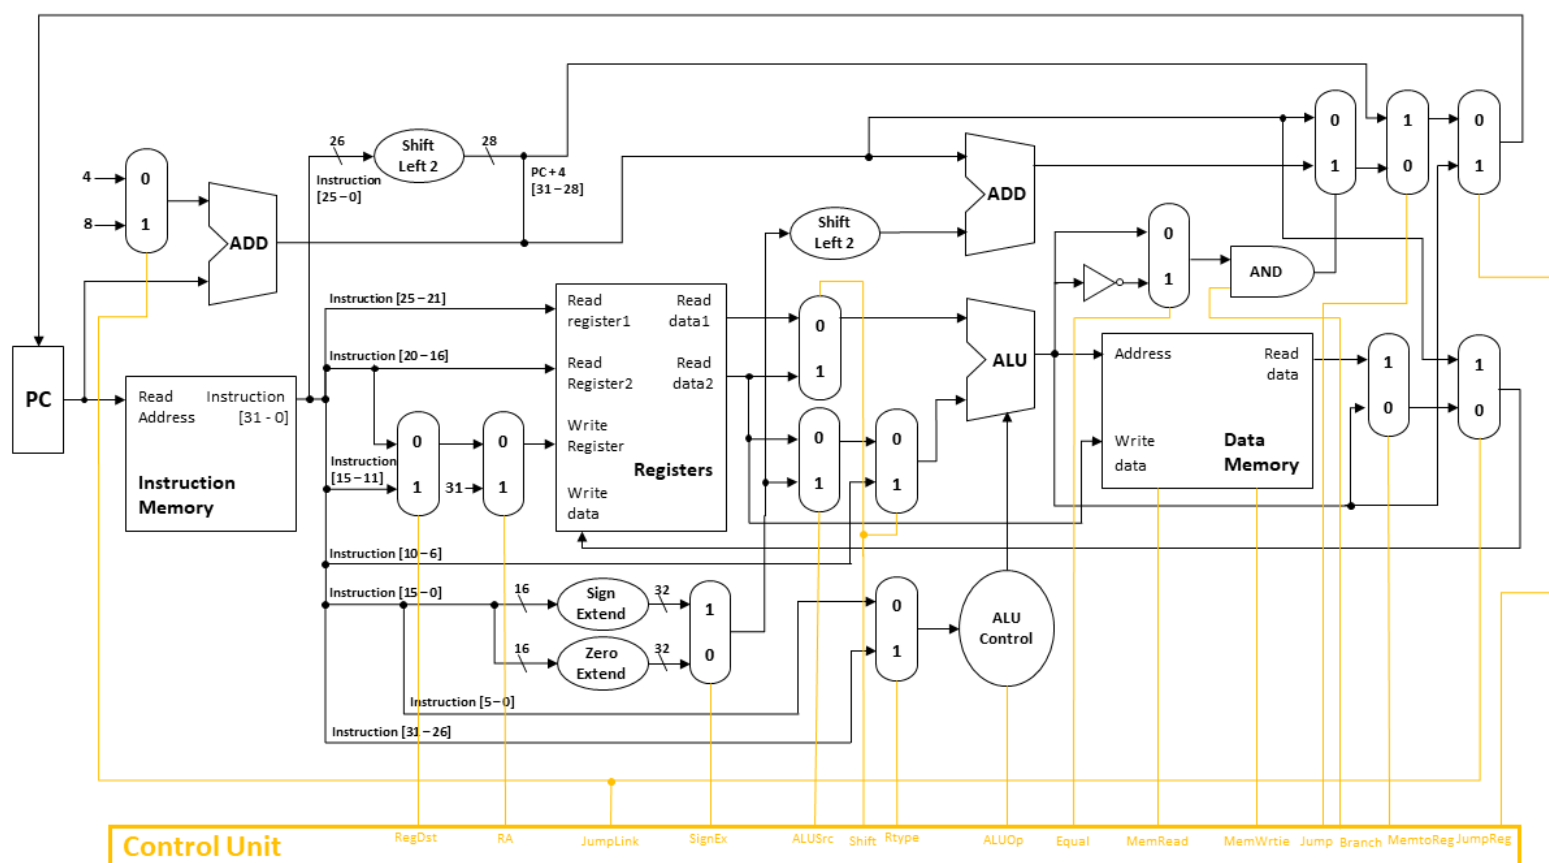 26
Shift
Left 2
28
Instruction
[25 – 0]
PC + 4
[31 – 28]
4
0
8
1
ADD
0
1
1
0
0
1
ADD
Shift
Left 2
0
1
AND
PC
Read
Address
Instruction
[31 - 0]
Instruction
Memory
Instruction [25 – 21]
Instruction [20 – 16]
Instruction
[15 – 11]
0
1
31
0
1
Read
register1
Read
data1
Read
Register2
Read
data2
Write
Register
Registers
Write
data
0
1
0
1
0
1
ALU
Address
Read
data
Write
data
Data
Memory
1
0
1
0
Instruction [10 – 6]
Instruction [15 – 0]
16
Sign
Extend
32
16
Zero
Extend
32
1
0
Instruction [5 – 0]
Instruction [31 – 26]
0
1
ALU
Control
RegDst
RA
JumpLink
SignEx
ALUSrc
Shift
Rtype
ALUOp
Equal
MemRead
MemWrtie
Jump
Branch
MemtoReg
JumpReg
Control Unit